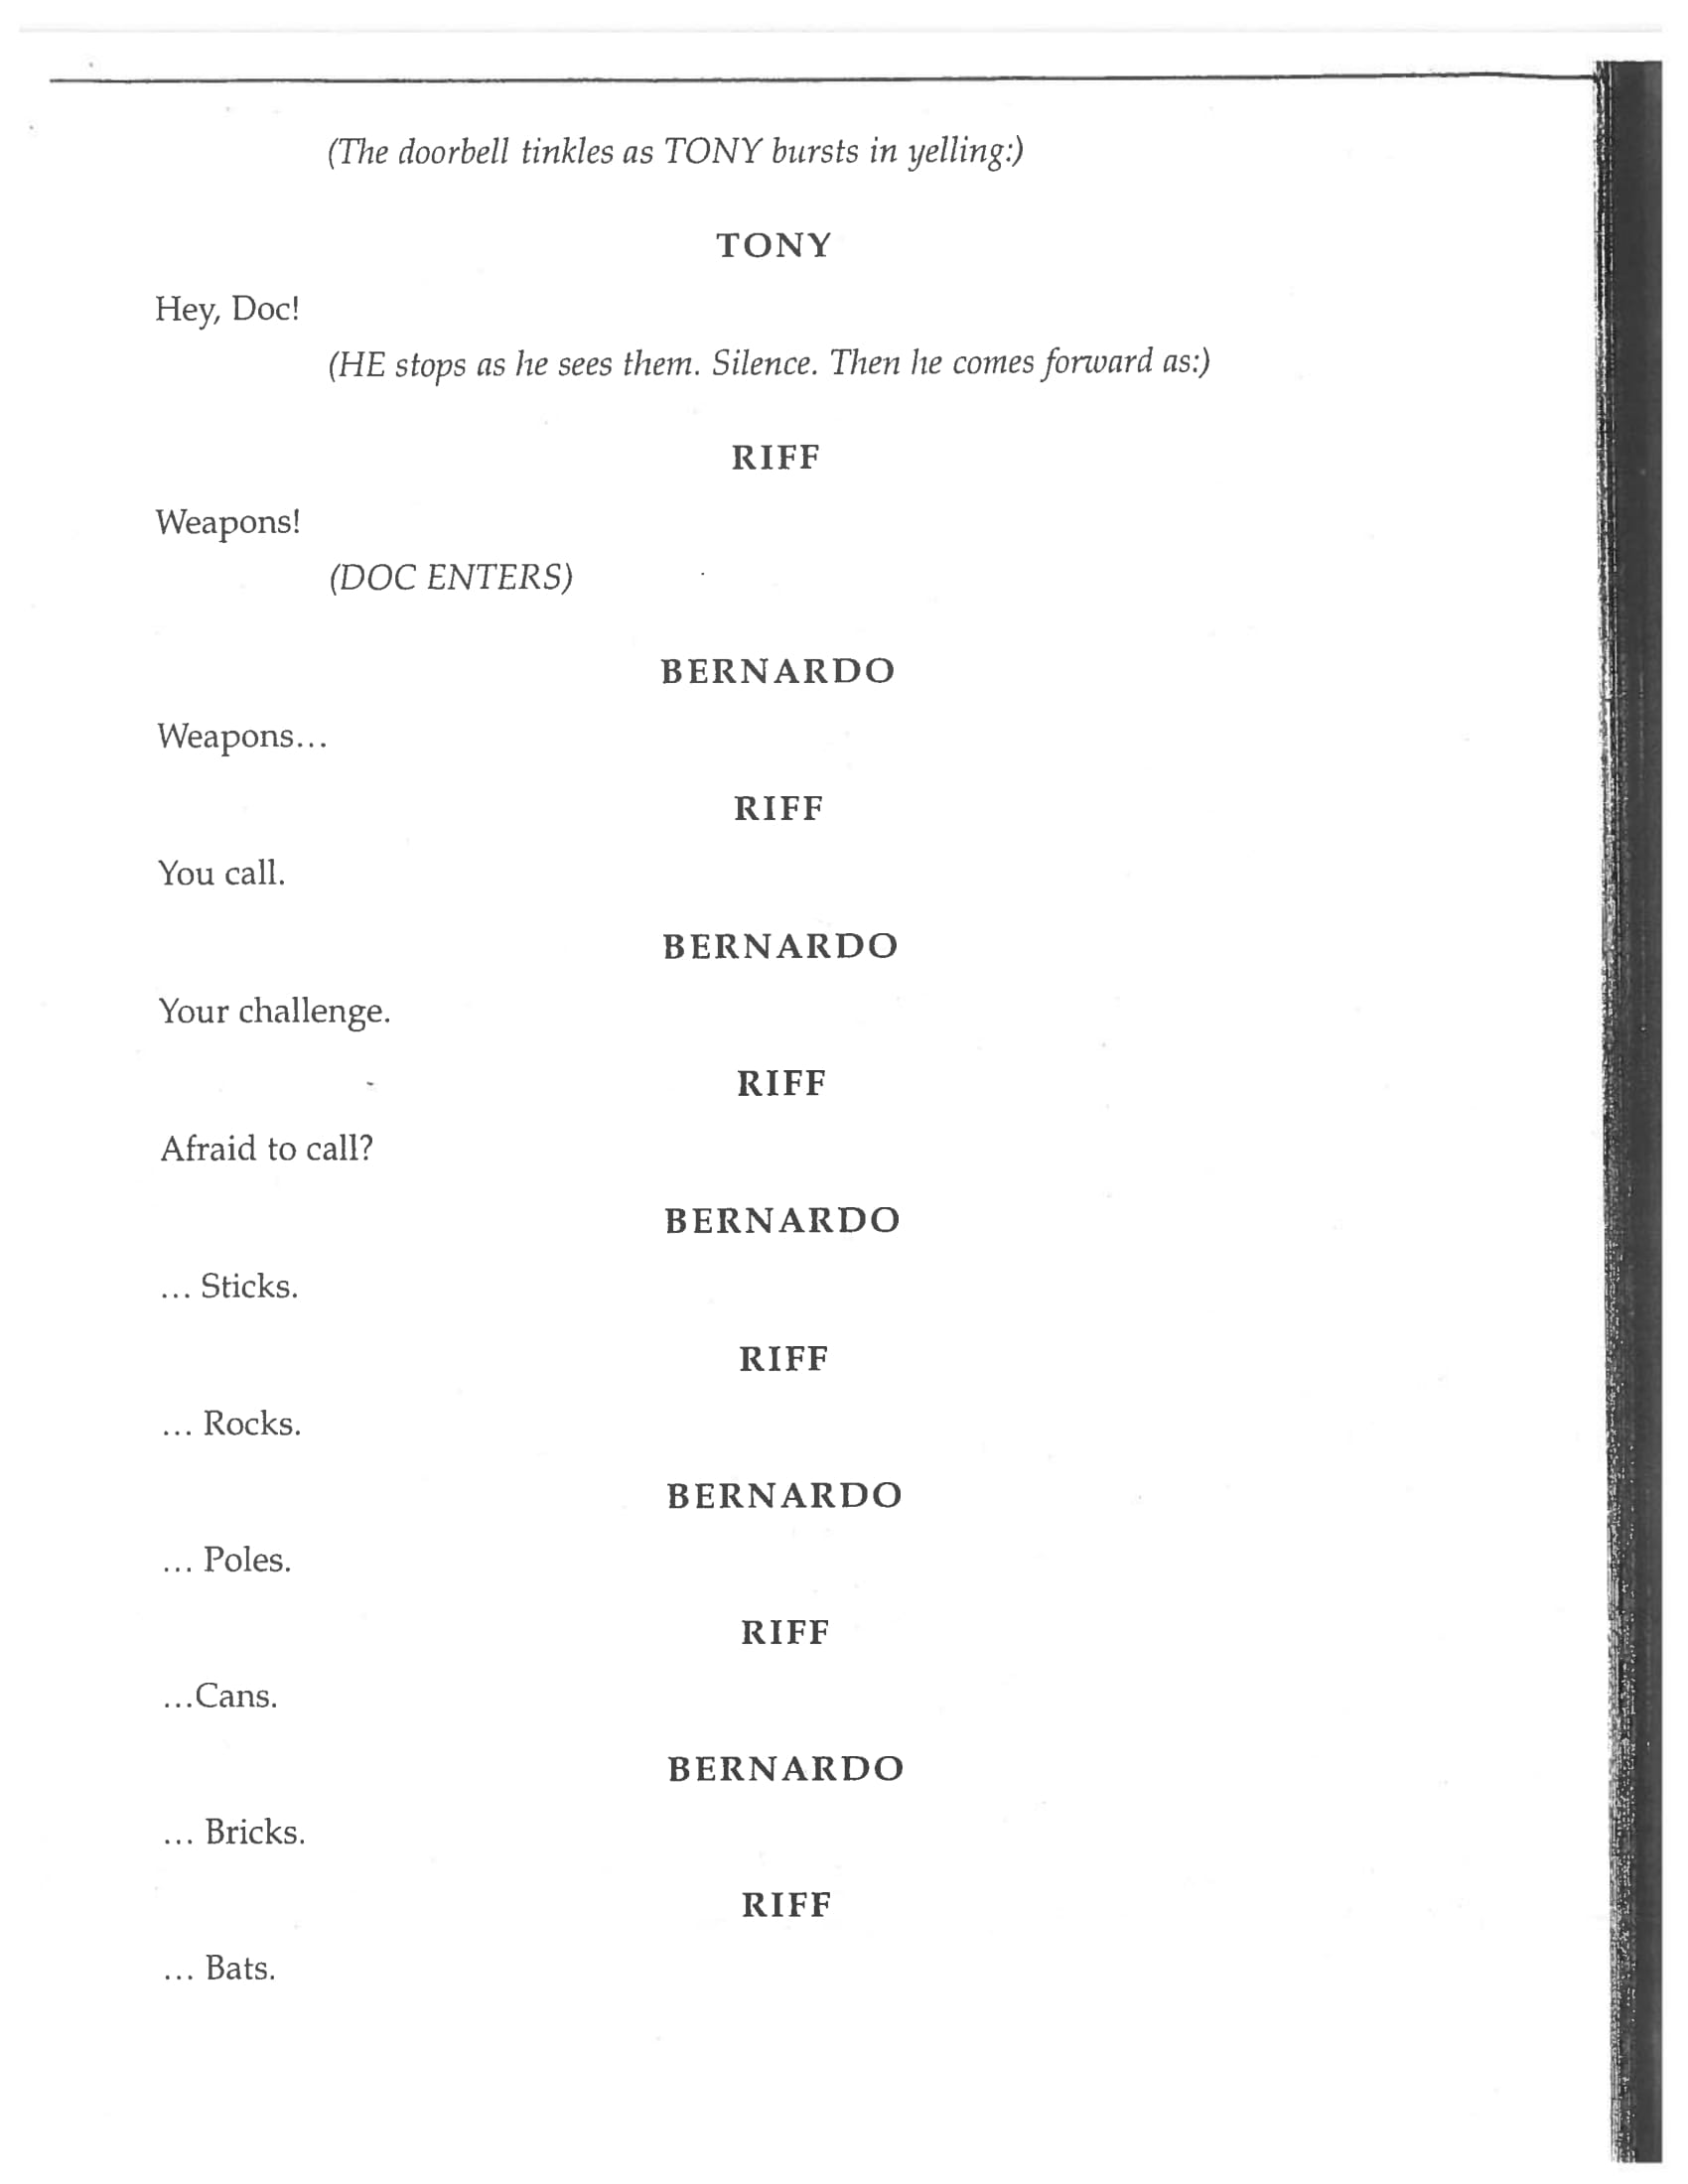 (The doorbell tinkles as TONY bursts in yelling:)
TONY
Hey, Doc!
(HE stops as he sees them. Silence. Then he comes forward as:)
RIFF
Weapons!
(DOC ENTERS)
BERNARDO
Weapons...
RIFF
You call.
BERNARDO
Your challenge.
RIFF
Afraid to call?
BERNARDO
... Sticks.
RIFF
... Rocks.
BERNARDO
... Poles.
RIFF
...Cans.
BERNARDO
... Bricks.
RIFF
... Bats.